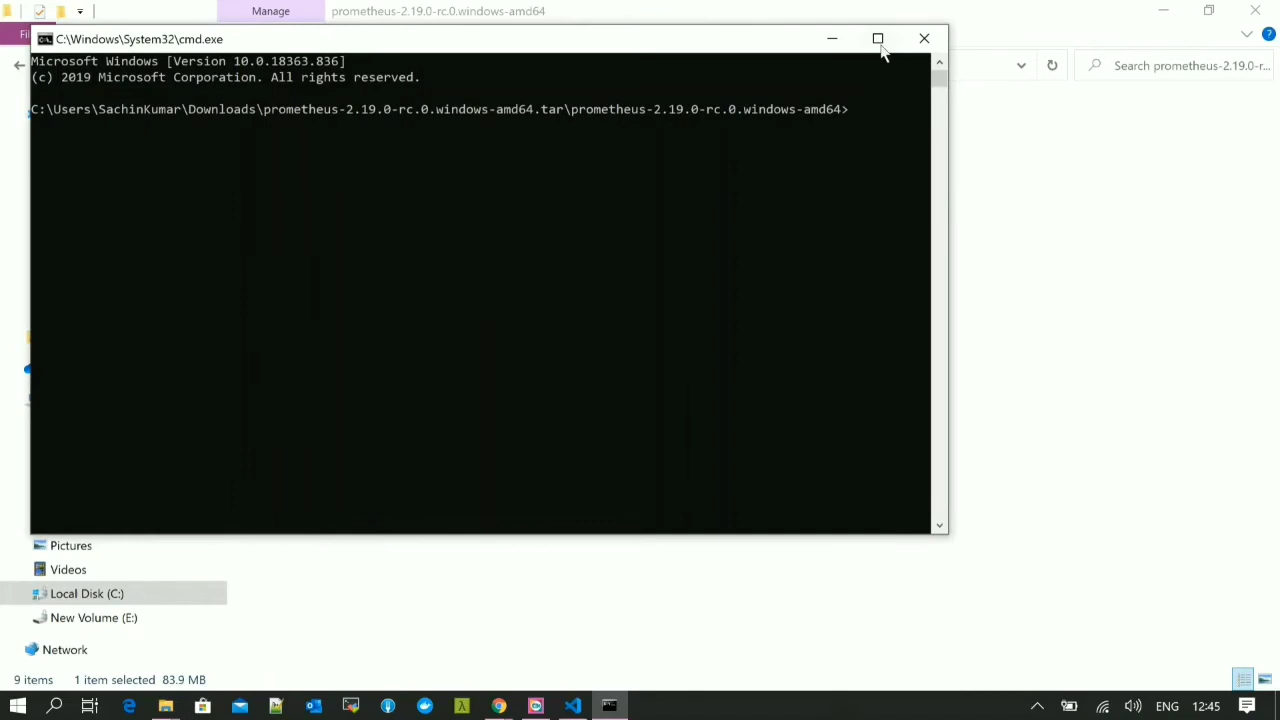 Manage
prometheus-2.19.0-rc.0.windows-amd64
C:\Windows\System32\cmd.exe
Search prometheus-2.19.0-r...
Microsoft Windows [Version 10.0.18363.836]
(c) 2019 Microsoft Corporation. All rights reserved.
C:\Users\SachinKumar\Downloads\prometheus-2.19.0-rc.0.windows-amd64.tar\prometheus-2.19.0-rc.0.windows-amd64>
Pictures
Videos
Local Disk (C:)
New Volume (E:)
Network
9 items 1 item selected 83.9 MB
ENG 12:45